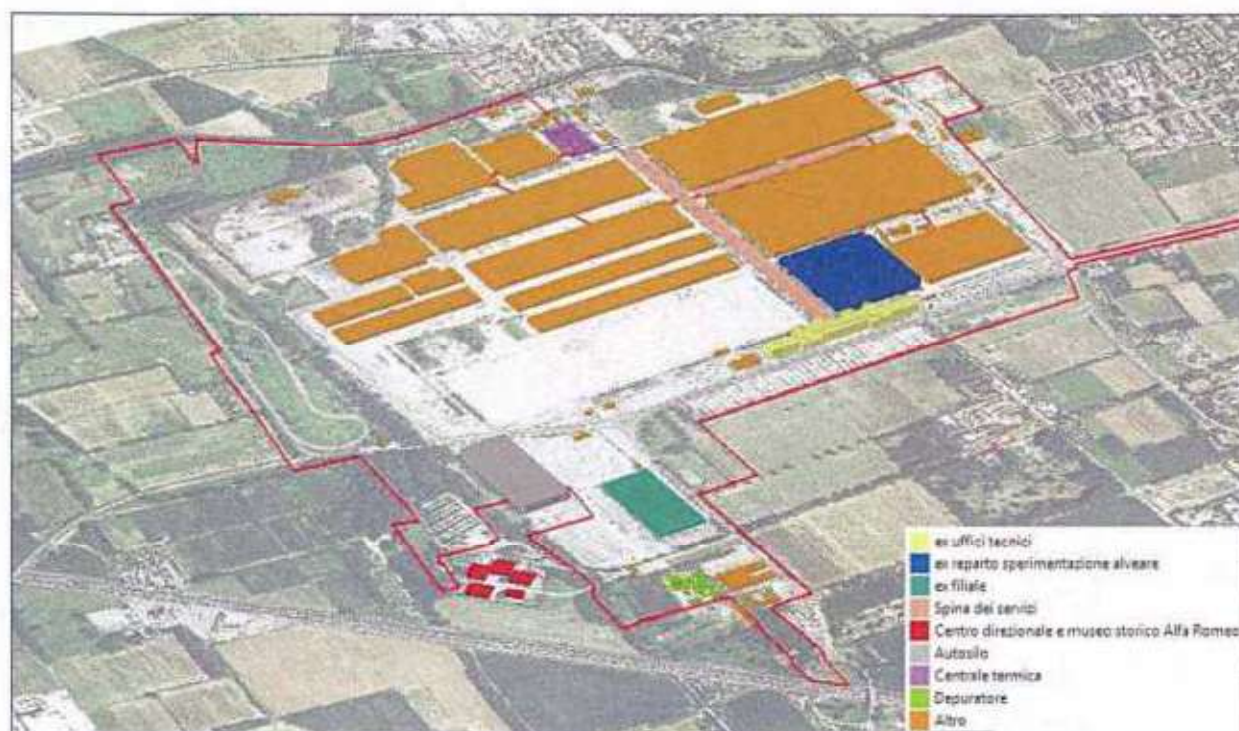 ex uffici tecnici
ex reparto sperimentazione alveare
ex filiale
Spina dei servizi
Centro direzionale e museo storico Alfa Romeo
Autosilo
Centrale termica
Depuratore
Altro